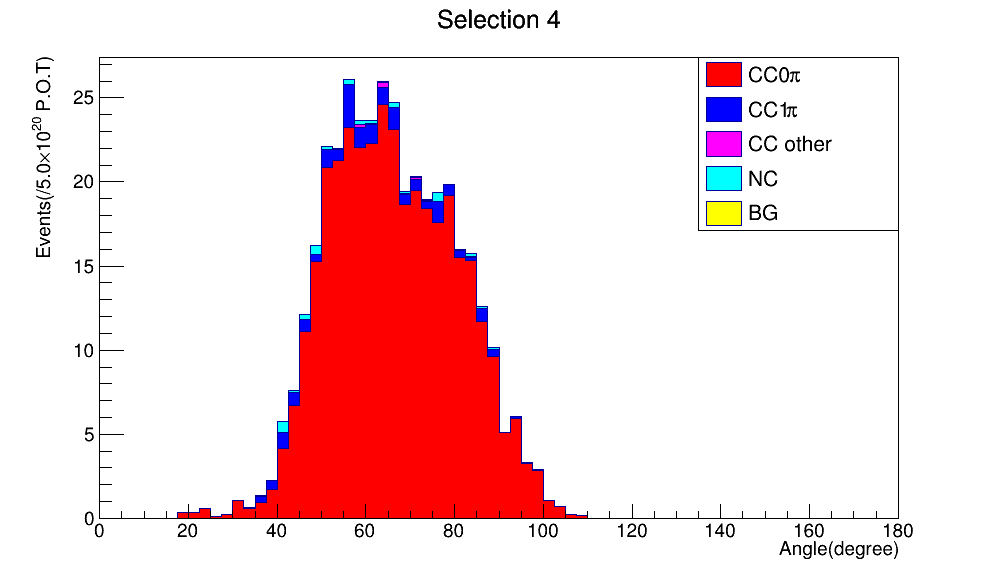 Selection 4
Events(/5.0×10²⁰ P.O.T)
25
20
15
10
5
0
0 20 40 60 80 100 120 140 160 180
Angle(degree)
CC0π
CC1π
CC other
NC
BG